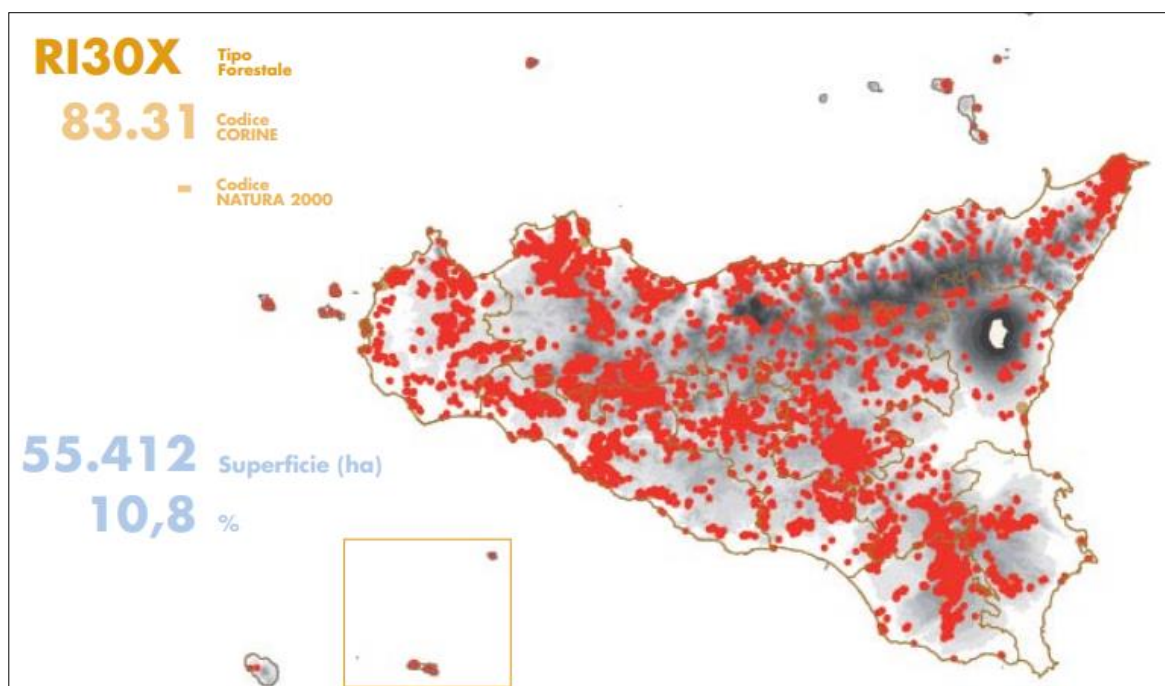 RI30X Tipo
Forestale
83.31 Codice
CORINE
- Codice
NATURA 2000
55.412 Superficie (ha)
10,8 %